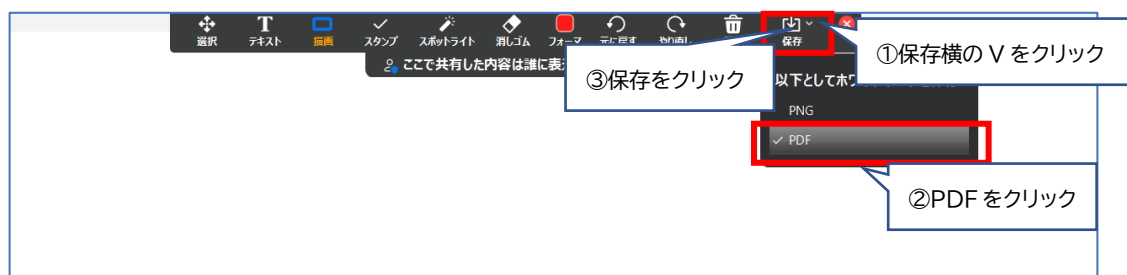 選択 テキスト 描画 スタンプ スポットライト 消しゴム フォーマ 元に戻す やり直し 保存
①保存横の V をクリック
ここで共有した内容は誰に表
③保存をクリック
以下としてホワ
PNG
✓ PDF
②PDF をクリック